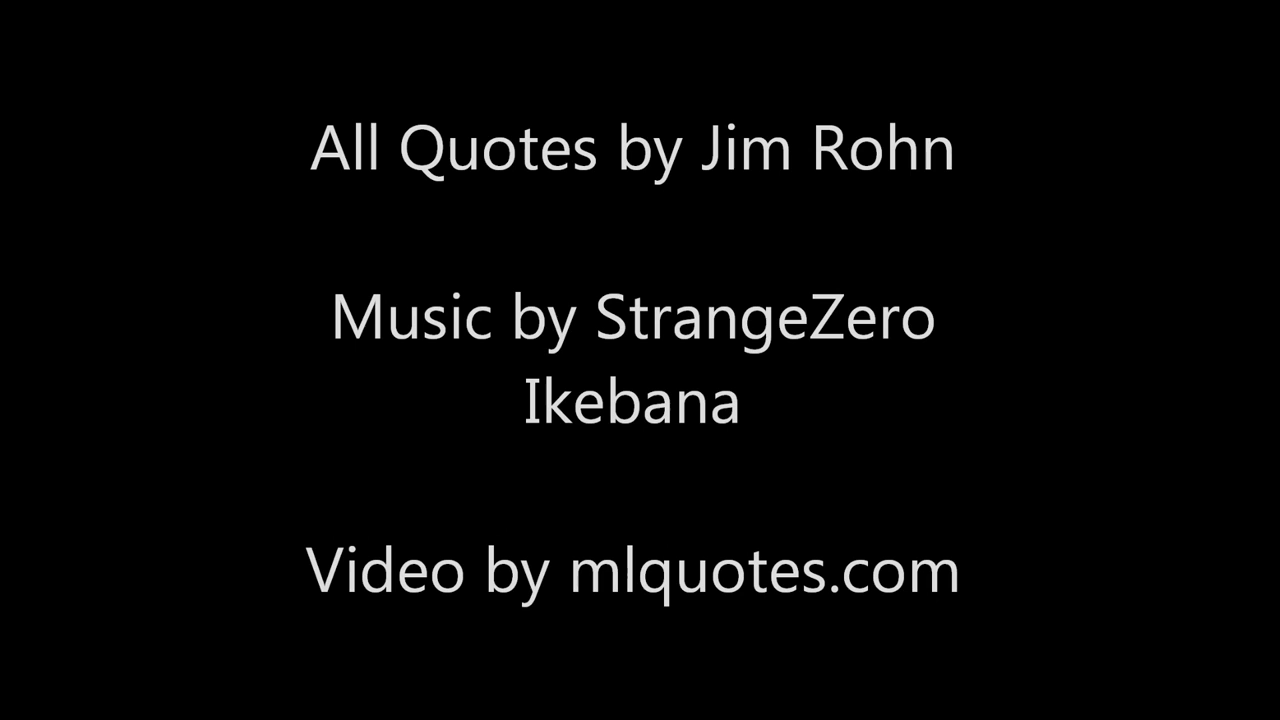 All Quotes by Jim Rohn
Music by StrangeZero
Ikebana
Video by mlquotes.com